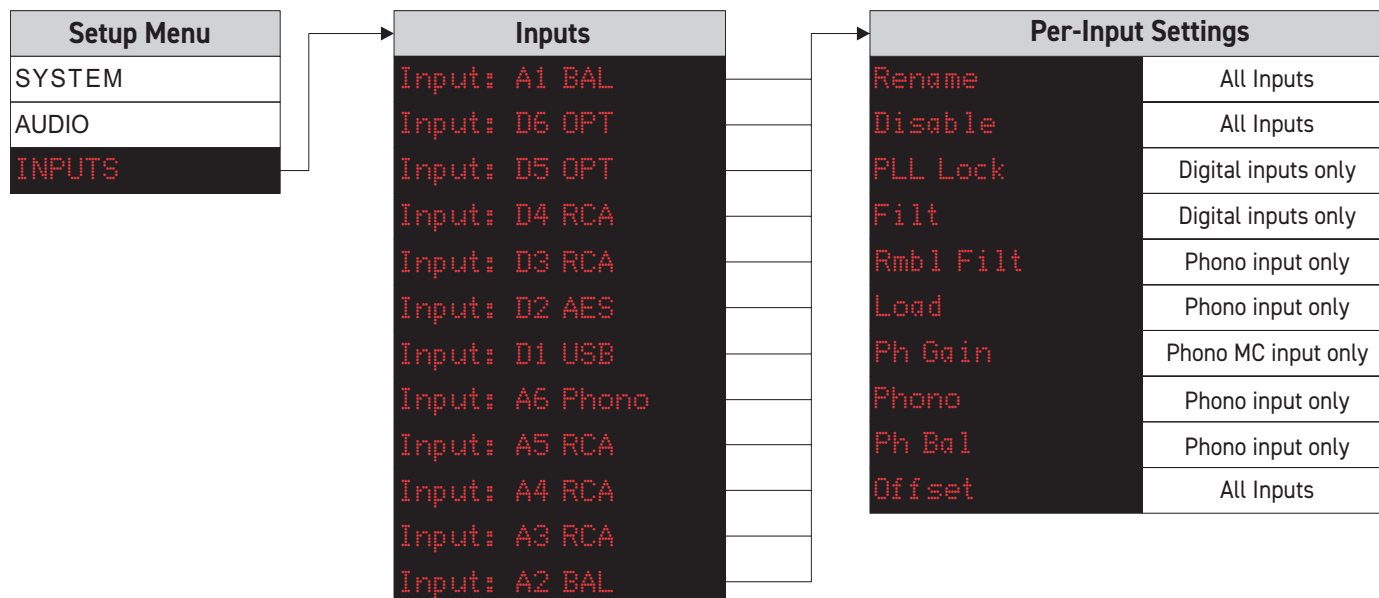 Setup Menu
SYSTEM
AUDIO
INPUTS
Inputs
Input: A1 BAL
Input: D6 OPT
Input: D5 OPT
Input: D4 RCA
Input: D3 RCA
Input: D2 AES
Input: D1 USB
Input: A6 Phono
Input: A5 RCA
Input: A4 RCA
Input: A3 RCA
Input: A2 BAL
Per-Input Settings
Rename All Inputs
Disable All Inputs
PLL Lock Digital inputs only
Filt Digital inputs only
Rmbl Filt Phono input only
Load Phono input only
Ph Gain Phono MC input only
Phono Phono input only
Ph Bal Phono input only
Offset All Inputs